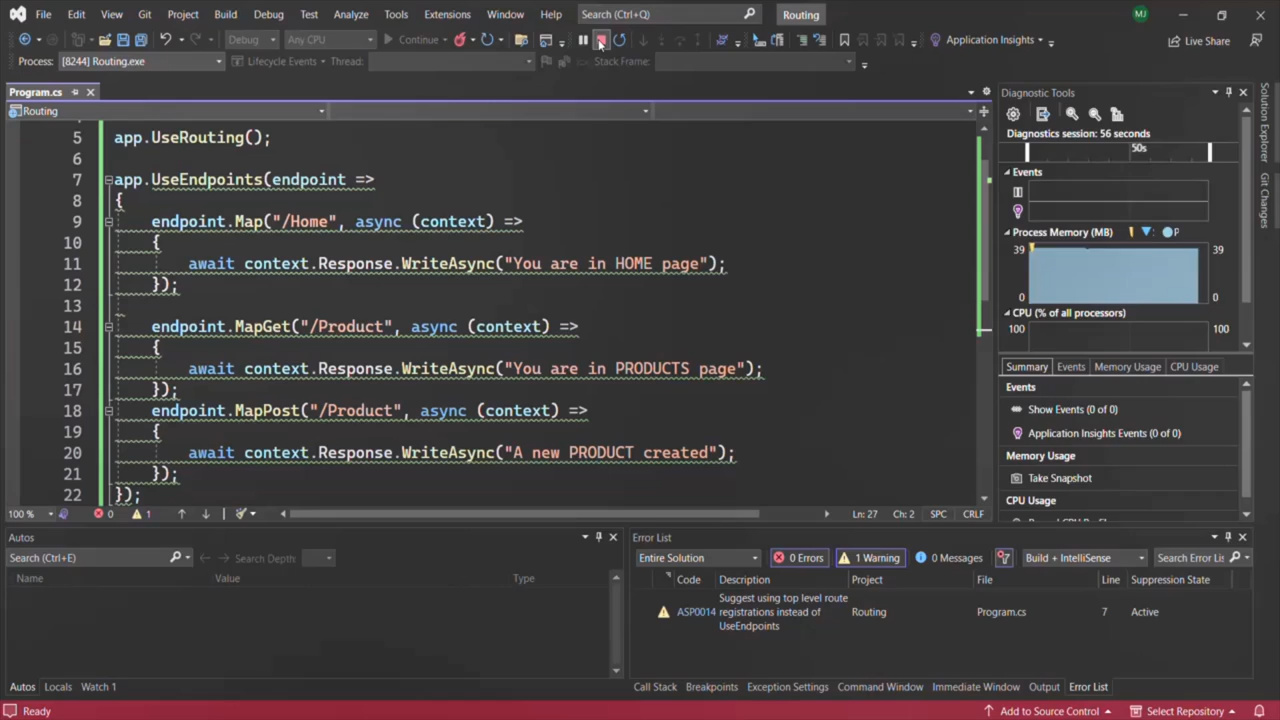 File Edit View Git Project Build Debug Test Analyze Tools Extensions Window Help Search (Ctrl+Q) Routing MJ
Debug Any CPU Continue Application Insights Live Share
Process: [8244] Routing.exe Lifecycle Events Thread: Stack Frame:
Program.cs
Routing
5 app.UseRouting();
6
7 app.UseEndpoints(endpoint =>
8 {
9 endpoint.Map("/Home", async (context) =>
10 {
11 await context.Response.WriteAsync("You are in HOME page");
12 });
13
14 endpoint.MapGet("/Product", async (context) =>
15 {
16 await context.Response.WriteAsync("You are in PRODUCTS page");
17 });
18 endpoint.MapPost("/Product", async (context) =>
19 {
20 await context.Response.WriteAsync("A new PRODUCT created");
21 });
22 });
100 % 0 1 Ln: 27 Ch: 2 SPC CRLF
Diagnostic Tools
Diagnostics session: 56 seconds
50s
Events
Process Memory (MB) P
39 39
0 0
CPU (% of all processors)
100 100
Summary Events Memory Usage CPU Usage
Events
Show Events (0 of 0)
Application Insights Events (0 of 0)
Memory Usage
Take Snapshot
CPU Usage
Solution Explorer
Git Changes
Autos
Search (Ctrl+E) Search Depth:
Name Value Type
Autos Locals Watch 1
Error List
Entire Solution 0 Errors 1 Warning 0 Messages Build + IntelliSense Search Error Lis
Code Description Project File Line Suppression State
ASP0014 Suggest using top level route registrations instead of UseEndpoints Routing Program.cs 7 Active
Call Stack Breakpoints Exception Settings Command Window Immediate Window Output Error List
Ready Add to Source Control Select Repository